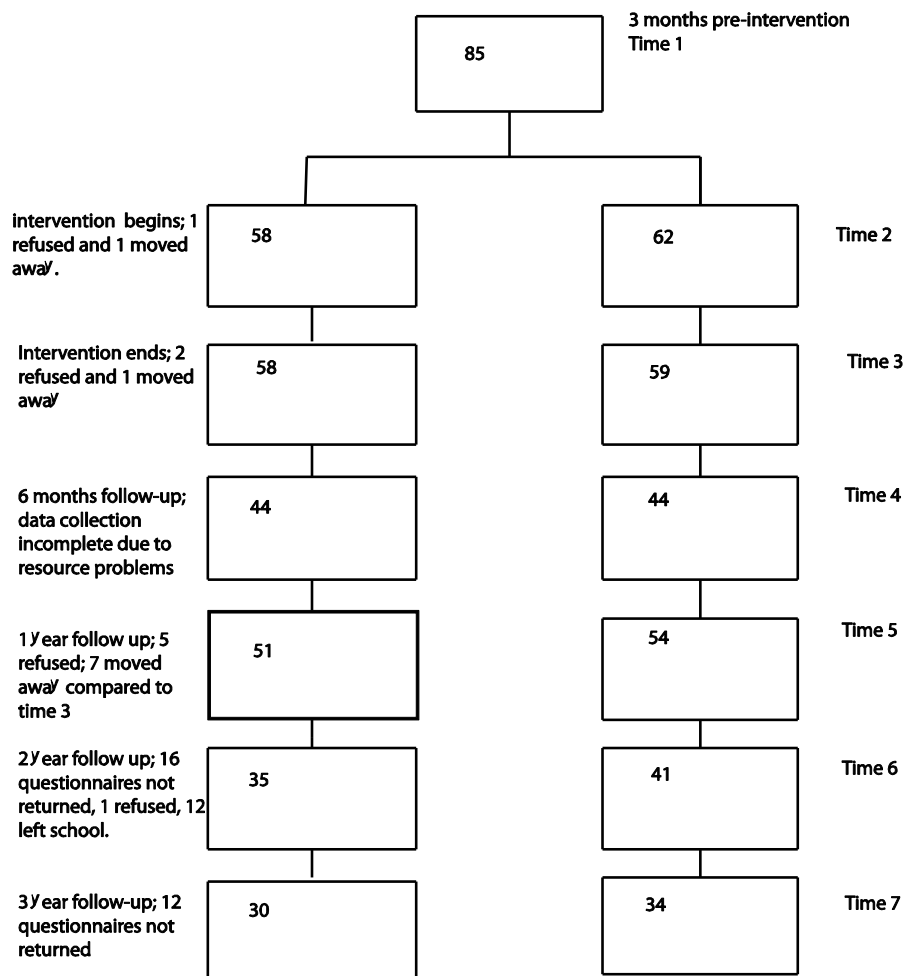 3 months pre-intervention
Time 1
85
intervention begins; 1
refused and 1 moved
away.
58
62
Time 2
Intervention ends; 2
refused and 1 moved
away
58
59
Time 3
6 months follow-up;
data collection
incomplete due to
resource problems
44
44
Time 4
1 year follow up; 5
refused; 7 moved
away compared to
time 3
51
54
Time 5
2 year follow up; 16
questionnaires not
returned, 1 refused, 12
left school.
35
41
Time 6
3 year follow-up; 12
questionnaires not
returned
30
34
Time 7